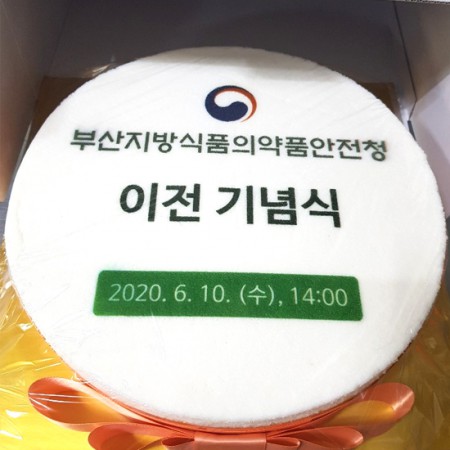 부산지방식품의약품안전청
이전 기념식
2020. 6. 10. (수), 14:00